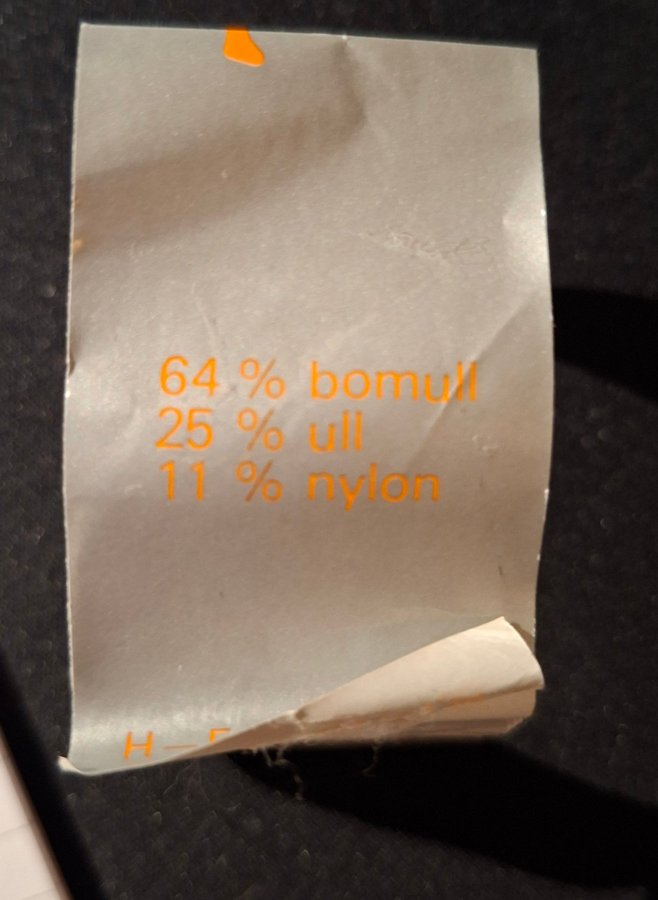 64 % bomull
25 % ull
11 % nylon
H